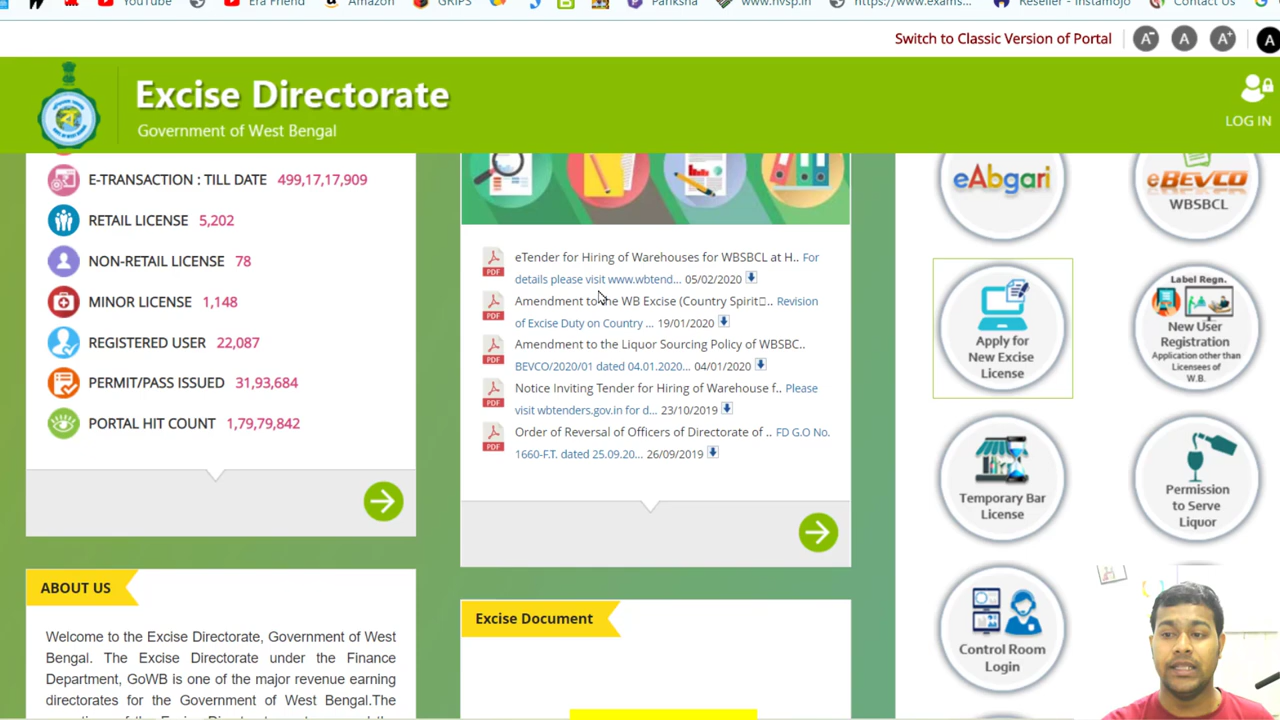 YouTube
Era Friend
Amazon
GRIPS
Pariksha
www.nvsp.in
https://www.exams...
Reseller - Instamojo
Contact Us
Switch to Classic Version of Portal
A-
A
A+
A
Excise Directorate
Government of West Bengal
LOG IN
E-TRANSACTION : TILL DATE 499,17,17,909
RETAIL LICENSE 5,202
NON-RETAIL LICENSE 78
MINOR LICENSE 1,148
REGISTERED USER 22,087
PERMIT/PASS ISSUED 31,93,684
PORTAL HIT COUNT 1,79,79,842
ABOUT US
Welcome to the Excise Directorate, Government of West
Bengal. The Excise Directorate under the Finance
Department, GoWB is one of the major revenue earning
directorates for the Government of West Bengal.The
PDF
eTender for Hiring of Warehouses for WBSBCL at H.. For
details please visit www.wbtend... 05/02/2020
PDF
Amendment to the WB Excise (Country Spirit□.. Revision
of Excise Duty on Country ... 19/01/2020
PDF
Amendment to the Liquor Sourcing Policy of WBSBC..
BEVCO/2020/01 dated 04.01.2020... 04/01/2020
PDF
Notice Inviting Tender for Hiring of Warehouse f.. Please
visit wbtenders.gov.in for d... 23/10/2019
PDF
Order of Reversal of Officers of Directorate of .. FD G.O No.
1660-F.T. dated 25.09.20... 26/09/2019
Excise Document
eAbgari
eBEVCO
WBSBCL
Apply for
New Excise
License
Label Regn.
New User
Registration
Application other than
Licensees of
W.B.
Temporary Bar
License
Permission
to Serve
Liquor
Control Room
Login